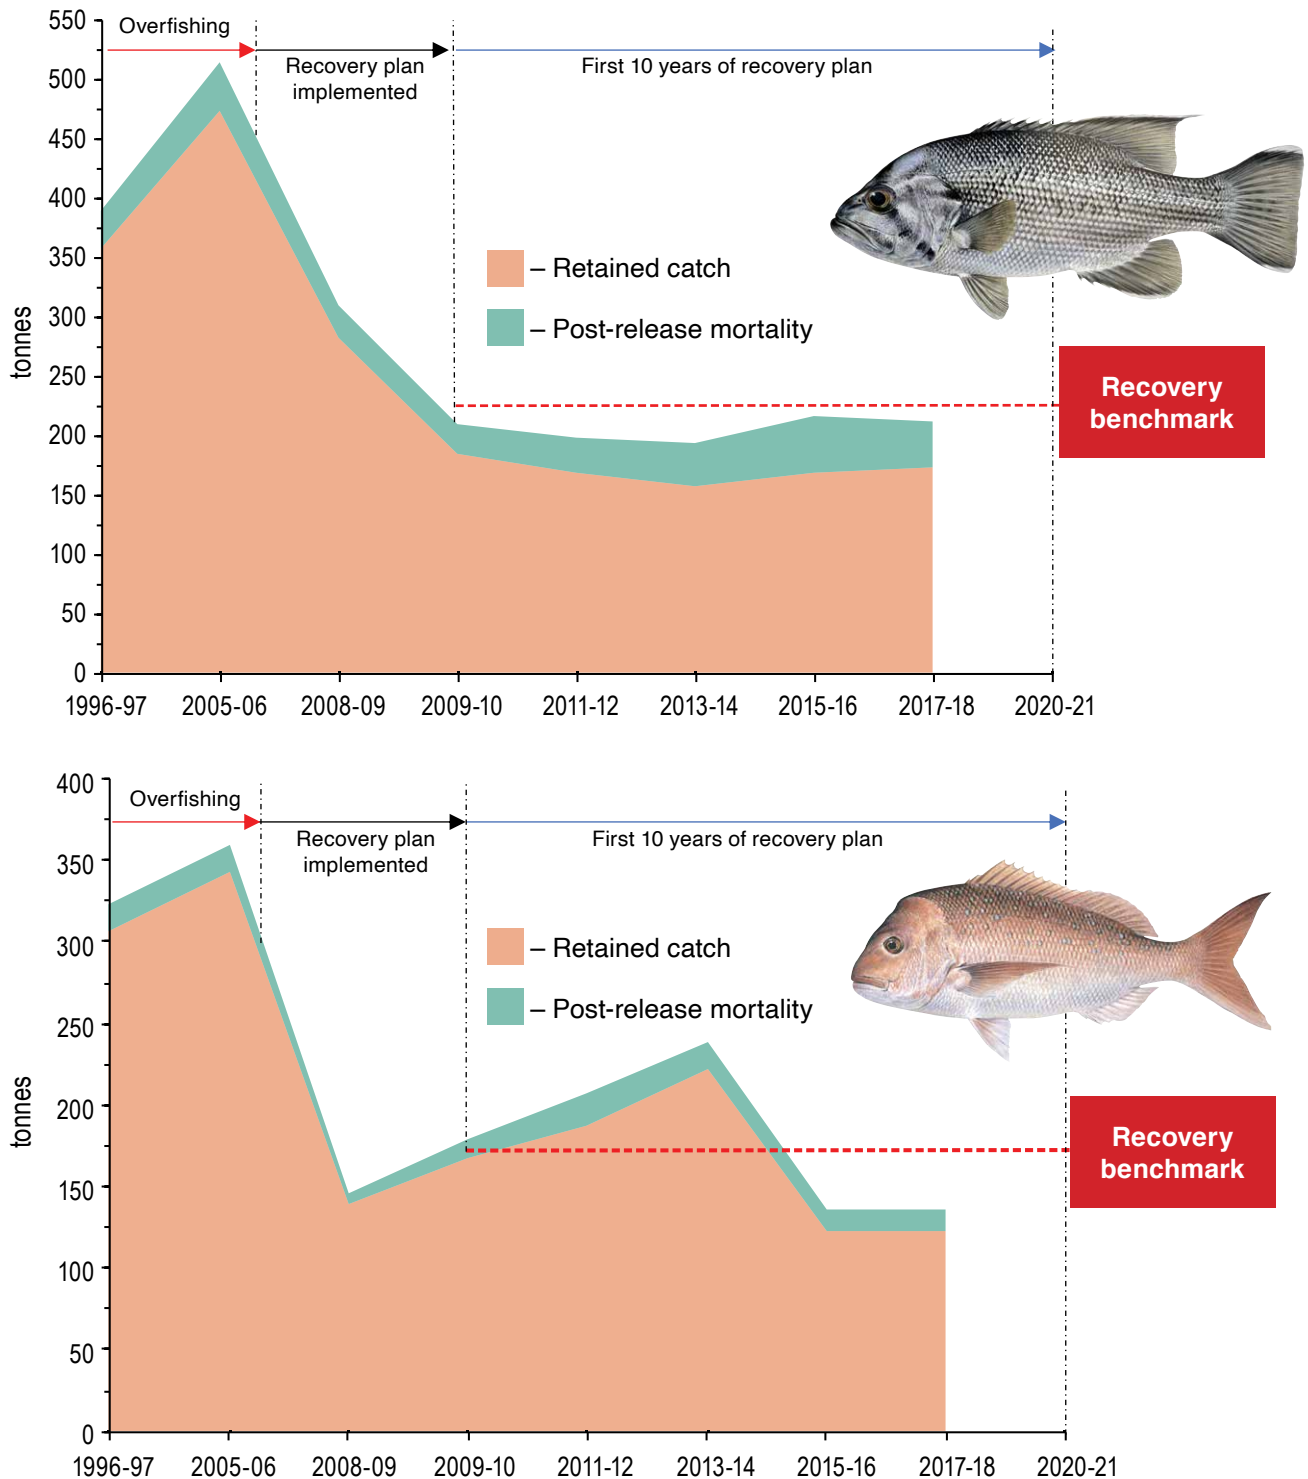 550
500
450
400
350
300
250
200
150
100
50
0
tonnes
Overfishing
Recovery plan
implemented
First 10 years of recovery plan
– Retained catch
– Post-release mortality
Recovery
benchmark
1996-97 2005-06 2008-09 2009-10 2011-12 2013-14 2015-16 2017-18 2020-21
400
350
300
250
200
150
100
50
0
tonnes
Overfishing
Recovery plan
implemented
First 10 years of recovery plan
– Retained catch
– Post-release mortality
Recovery
benchmark
1996-97 2005-06 2008-09 2009-10 2011-12 2013-14 2015-16 2017-18 2020-21